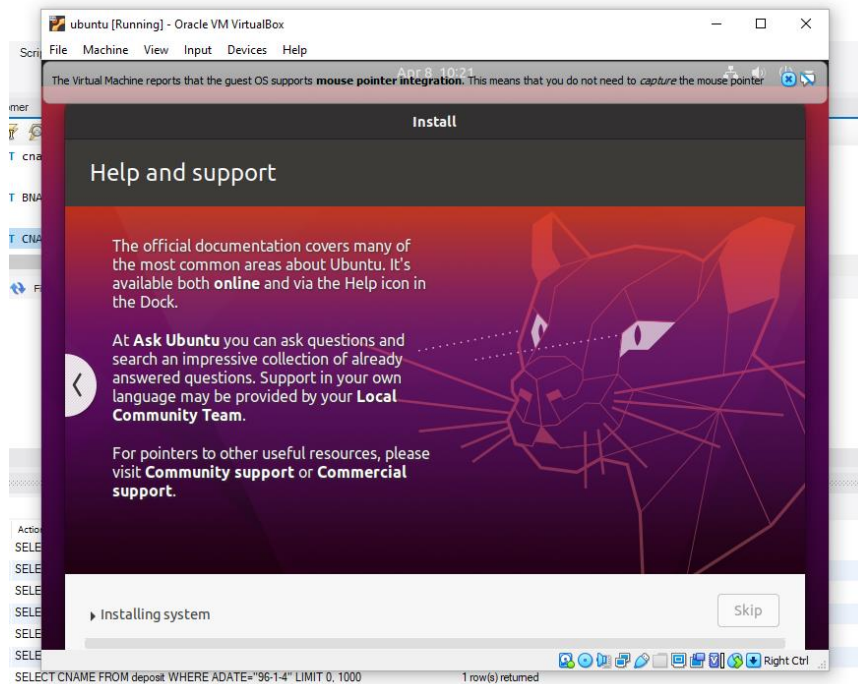 ubuntu [Running] - Oracle VM VirtualBox
File Machine View Input Devices Help
Apr 8 10:21
The Virtual Machine reports that the guest OS supports mouse pointer integration. This means that you do not need to capture the mouse pointer
Install
Help and support
The official documentation covers many of
the most common areas about Ubuntu. It's
available both online and via the Help icon in
the Dock.
At Ask Ubuntu you can ask questions and
search an impressive collection of already
answered questions. Support in your own
language may be provided by your Local
Community Team.
For pointers to other useful resources, please
visit Community support or Commercial
support.
Installing system
Skip
Right Ctrl
Scri
omer
T cna
T BNA
T CNA
Fi
Actio
SELE
SELE
SELE
SELE
SELE
SELE
SELECT CNAME FROM deposit WHERE ADATE="96-1-4" LIMIT 0, 1000
1 row(s) returned